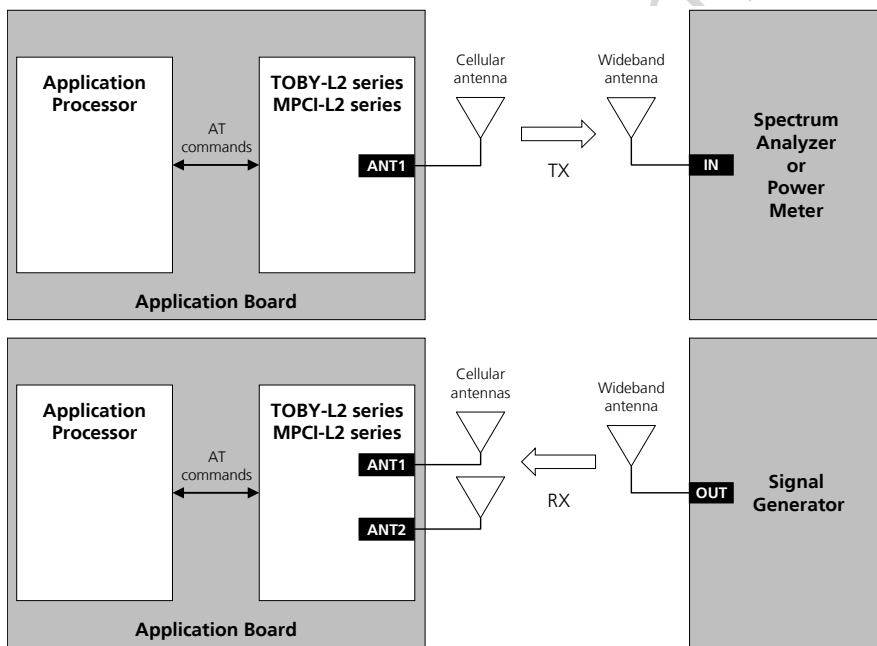 Application
Processor
AT
commands
TOBY-L2 series
MPCI-L2 series
ANT1
Cellular
antenna
TX
Wideband
antenna
IN
Spectrum
Analyzer
or
Power
Meter
Application Board
Application
Processor
AT
commands
TOBY-L2 series
MPCI-L2 series
ANT1
ANT2
Cellular
antennas
RX
Wideband
antenna
OUT
Signal
Generator
Application Board